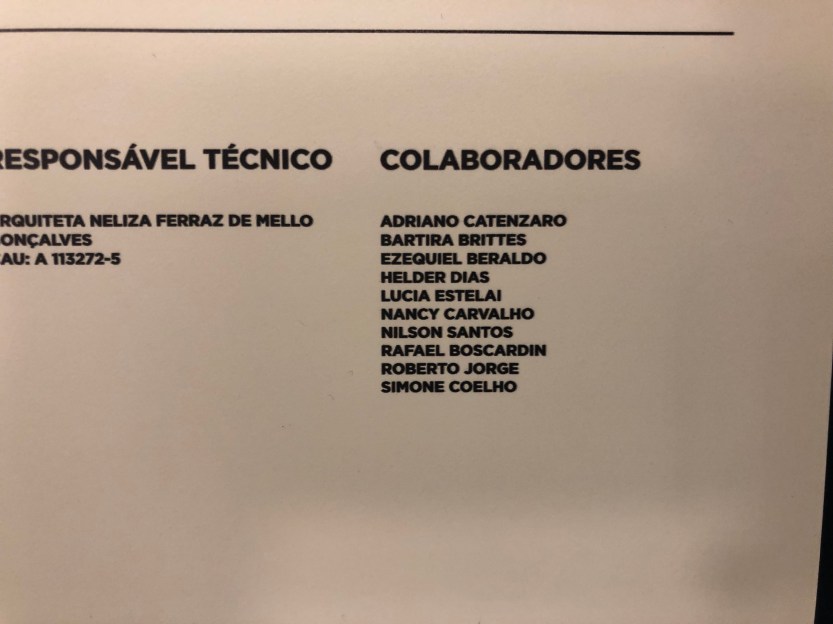 RESPONSÁVEL TÉCNICO
RQUITETA NELIZA FERRAZ DE MELLO
ONÇALVES
AU: A 113272-5
COLABORADORES
ADRIANO CATENZARO
BARTIRA BRITTES
EZEQUIEL BERALDO
HELDER DIAS
LUCIA ESTELAI
NANCY CARVALHO
NILSON SANTOS
RAFAEL BOSCARDIN
ROBERTO JORGE
SIMONE COELHO